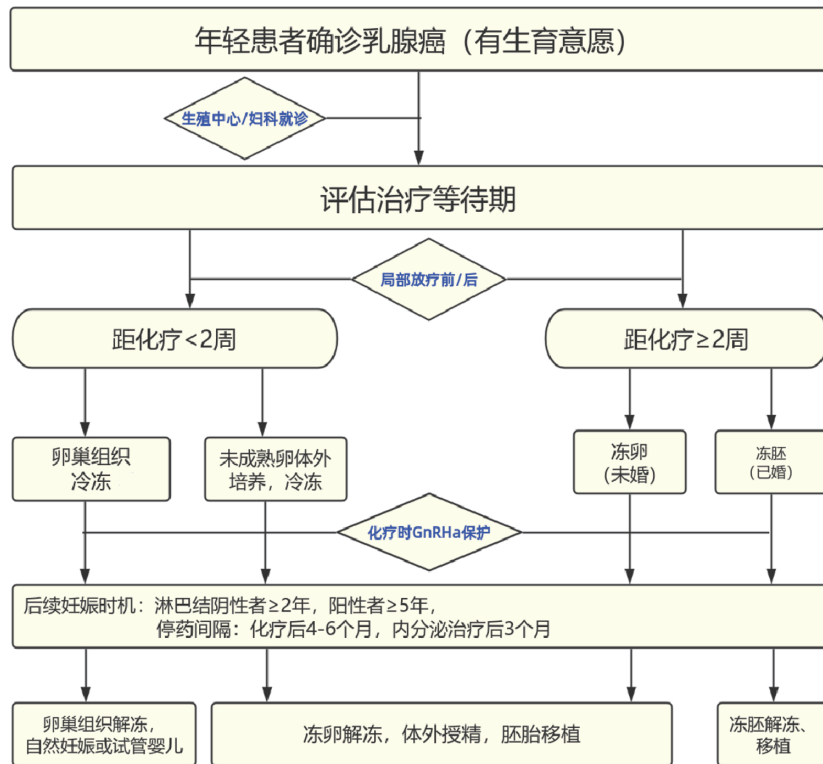 年轻患者确诊乳腺癌（有生育意愿）
生殖中心/妇科就诊
评估治疗等待期
局部放疗前/后
距化疗<2周
距化疗≥2周
卵巢组织
冷冻
未成熟卵体外
培养，冷冻
冻卵
(未婚)
冻胚
(已婚)
化疗时GnRHa保护
后续妊娠时机：淋巴结阴性者≥2年，阳性者≥5年，
停药间隔：化疗后4-6个月，内分泌治疗后3个月
卵巢组织解冻，
自然妊娠或试管婴儿
冻卵解冻，体外授精，胚胎移植
冻胚解冻、
移植